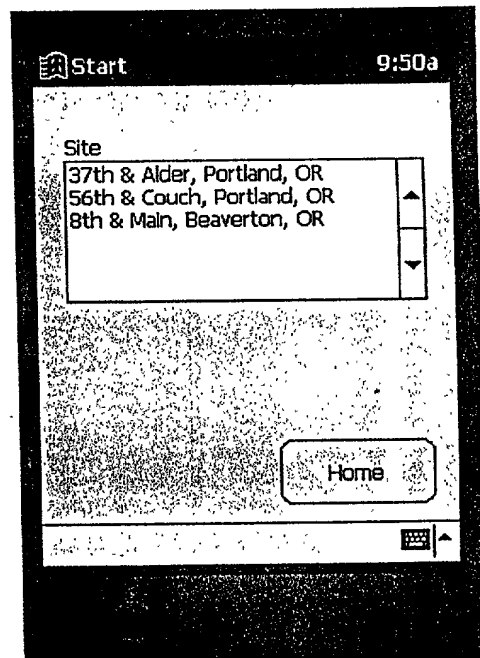 Start 9:50a
Site
37th & Alder, Portland, OR
56th & Couch, Portland, OR
8th & Main, Beaverton, OR
Home